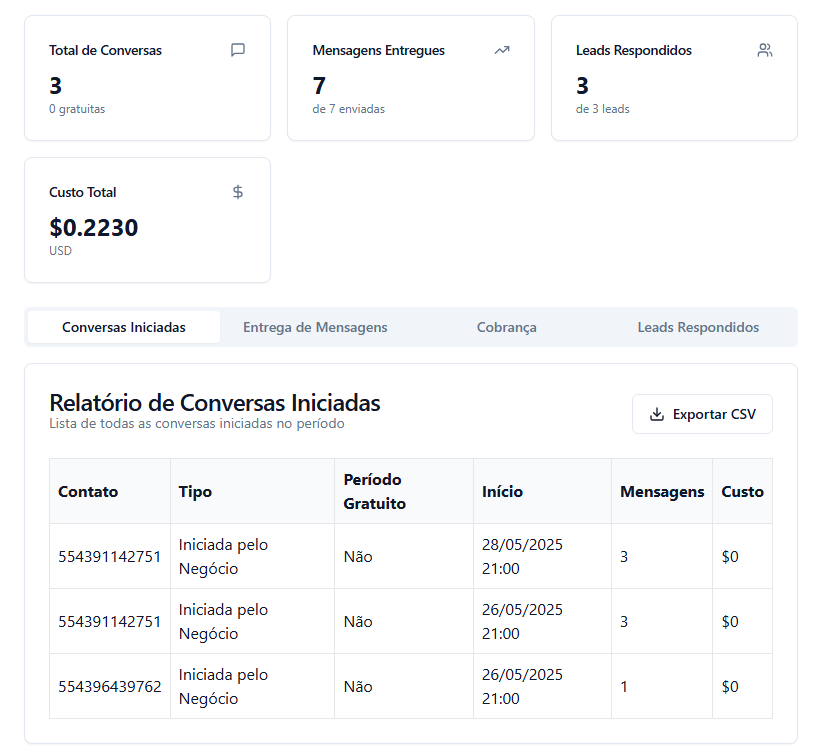 Total de Conversas
3
0 gratuitas
Mensagens Entregues
7
de 7 enviadas
Leads Respondidos
3
de 3 leads
Custo Total
$0.2230
USD
Conversas Iniciadas
Entrega de Mensagens
Cobrança
Leads Respondidos
Relatório de Conversas Iniciadas
Lista de todas as conversas iniciadas no período
Exportar CSV
Contato
Tipo
Período
Gratuito
Início
Mensagens
Custo
554391142751
Iniciada pelo
Negócio
Não
28/05/2025
21:00
3
$0
554391142751
Iniciada pelo
Negócio
Não
26/05/2025
21:00
3
$0
554396439762
Iniciada pelo
Negócio
Não
26/05/2025
21:00
1
$0